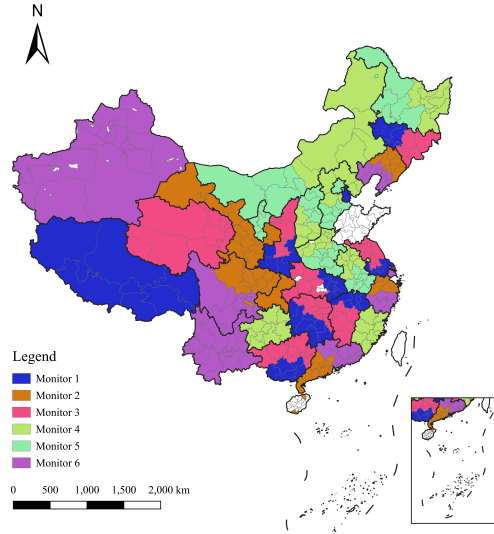 N
Legend
Monitor 1
Monitor 2
Monitor 3
Monitor 4
Monitor 5
Monitor 6
0 500 1,000 1,500 2,000 km